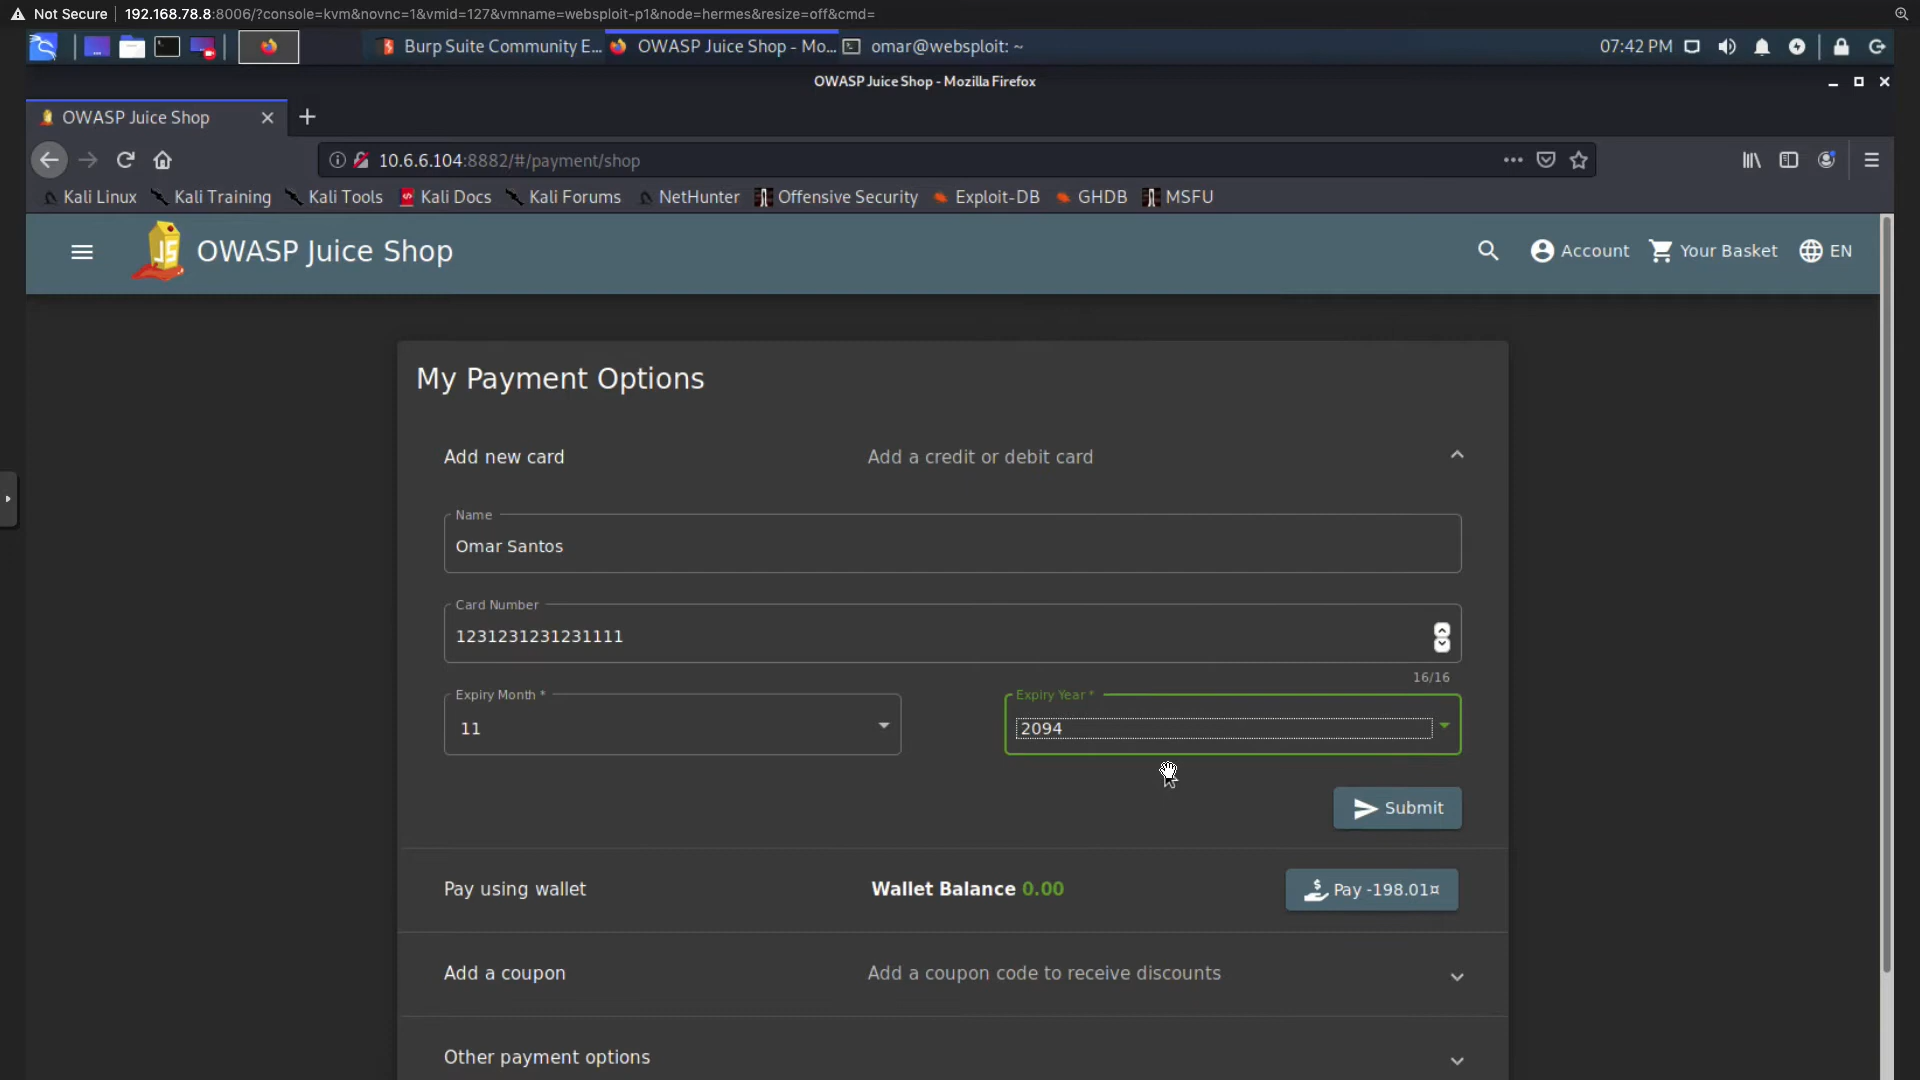 Not Secure 192.168.78.8:8006/?console=kvm&novnc=1&vmid=127&vmname=websploit-p1&node=hermes&resize=off&cmd=
Burp Suite Community E... OWASP Juice Shop - Mo... omar@websploit: ~ 07:42 PM
OWASP Juice Shop - Mozilla Firefox
OWASP Juice Shop
10.6.6.104:8882/#/payment/shop
Kali Linux Kali Training Kali Tools Kali Docs Kali Forums NetHunter Offensive Security Exploit-DB GHDB MSFU
OWASP Juice Shop Account Your Basket EN
My Payment Options
Add new card Add a credit or debit card
Name
Omar Santos
Card Number
1231231231231111
16/16
Expiry Month * Expiry Year *
11 2094
Submit
Pay using wallet Wallet Balance 0.00 Pay -198.01¤
Add a coupon Add a coupon code to receive discounts
Other payment options